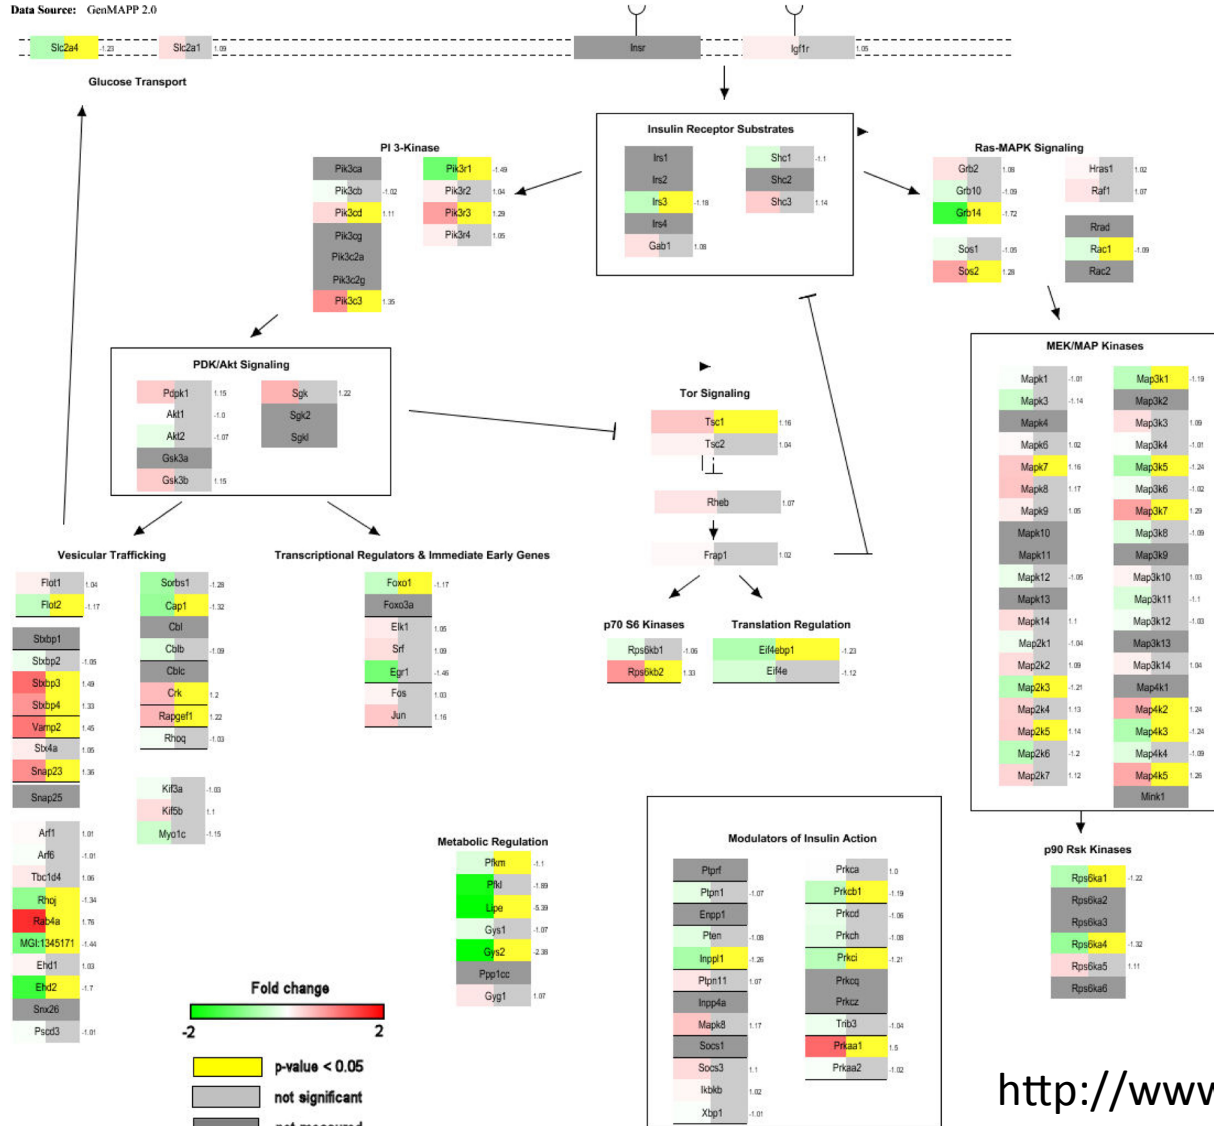 Data Source: GenMAPP 2.0
Slc2a4 -1.23
Slc2a1 1.09
Insr
Igf1r 1.05
Glucose Transport
Insulin Receptor Substrates
Irs1
Irs2
Irs3 -1.18
Irs4
Gab1 1.08
Shc1 -1.1
Shc2
Shc3 1.14
PI 3-Kinase
Pik3ca
Pik3cb -1.02
Pik3cd 1.11
Pik3cg
Pik3c2a
Pik3c2g
Pik3c3 1.35
Pik3r1 -1.49
Pik3r2 1.04
Pik3r3 1.29
Pik3r4 1.05
Ras-MAPK Signaling
Grb2 1.08
Grb10 -1.09
Grb14 -1.72
Sos1 -1.05
Sos2 1.28
Hras1 1.02
Raf1 1.07
Rrad
Rac1 -1.09
Rac2
PDK/Akt Signaling
Pdpk1 1.15
Akt1 -1.0
Akt2 -1.07
Gsk3a
Gsk3b 1.15
Sgk 1.22
Sgk2
Sgkl
Tor Signaling
Tsc1 1.16
Tsc2 1.04
Rheb 1.07
Frap1 1.02
MEK/MAP Kinases
Mapk1 -1.01
Mapk3 -1.14
Mapk4
Mapk6 1.02
Mapk7 1.16
Mapk8 1.17
Mapk9 1.05
Mapk10
Mapk11
Mapk12 -1.05
Mapk13
Mapk14 1.1
Map2k1 -1.04
Map2k2 1.09
Map2k3 -1.21
Map2k4 1.13
Map2k5 1.14
Map2k6 -1.2
Map2k7 1.12
Map3k1 -1.19
Map3k2
Map3k3 1.09
Map3k4 -1.01
Map3k5 -1.24
Map3k6 -1.02
Map3k7 1.29
Map3k8 -1.09
Map3k9
Map3k10 1.03
Map3k11 -1.1
Map3k12 -1.03
Map3k13
Map3k14 1.04
Map4k1
Map4k2 1.24
Map4k3 -1.24
Map4k4 -1.09
Map4k5 1.26
Mink1
Vesicular Trafficking
Flot1 1.04
Flot2 -1.17
Stxbp1
Stxbp2 -1.05
Stxbp3 1.49
Stxbp4 1.33
Vamp2 1.45
Stx4a 1.05
Snap23 1.36
Snap25
Arf1 1.01
Arf6 -1.01
Tbc1d4 1.06
Rhoj -1.34
Rab4a 1.76
MGI:1345171 -1.44
Ehd1 1.03
Ehd2 -1.7
Snx26
Pscd3 -1.01
Sorbs1 -1.28
Cap1 -1.32
Cbl
Cblb -1.09
Cblc
Crk 1.2
Rapgef1 1.22
Rhoq -1.03
Kif3a -1.03
Kif5b 1.1
Myo1c -1.15
Transcriptional Regulators & Immediate Early Genes
Foxo1 -1.17
Foxo3a
Elk1 1.05
Srf 1.09
Egr1 -1.46
Fos 1.03
Jun 1.16
p70 S6 Kinases
Rps6kb1 -1.06
Rps6kb2 1.33
Translation Regulation
Eif4ebp1 -1.23
Eif4e -1.12
Metabolic Regulation
Pfkm -1.1
Pfkl -1.89
Lipe -5.39
Gys1 -1.07
Gys2 -2.38
Ppp1cc
Gyg1 1.07
Modulators of Insulin Action
Ptprf
Ptpn1 -1.07
Enpp1
Pten -1.08
Inppl1 -1.26
Ptpn11 1.07
Inpp4a
Mapk8 1.17
Socs1
Socs3 1.1
Ikbkb 1.02
Xbp1 -1.01
Prkca 1.0
Prkcb1 -1.19
Prkcd -1.06
Prkch -1.08
Prkci -1.21
Prkcq
Prkcz
Trib3 -1.04
Prkaa1 1.5
Prkaa2 -1.02
p90 Rsk Kinases
Rps6ka1 -1.22
Rps6ka2
Rps6ka3
Rps6ka4 -1.32
Rps6ka5 1.11
Rps6ka6
Fold change
-2 2
p-value < 0.05
not significant
not measured
http://www